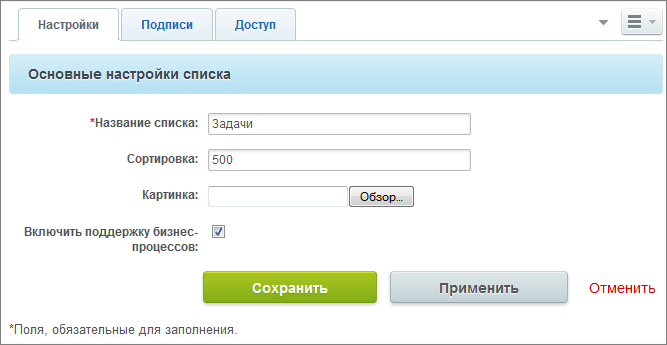 Настройки Подписи Доступ
Основные настройки списка
*Название списка: Задачи
Сортировка: 500
Картинка: Обзор...
Включить поддержку бизнес-
процессов:
Сохранить Применить Отменить
*Поля, обязательные для заполнения.